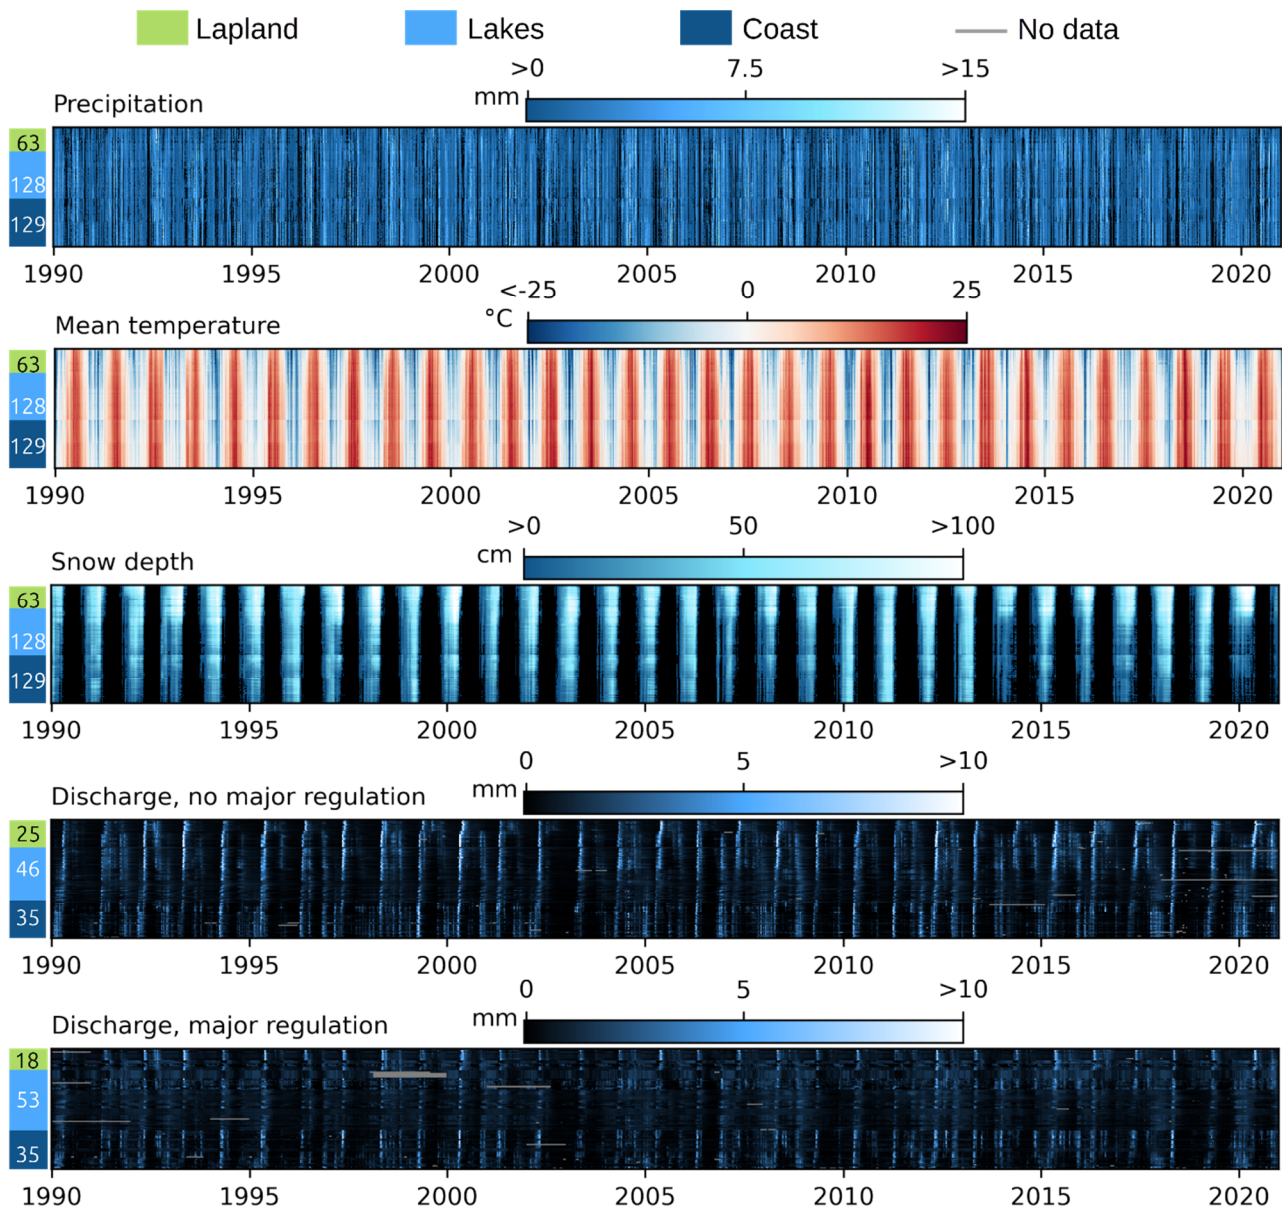 Lapland Lakes Coast No data
>0 7.5 >15
mm
Precipitation
63
128
129
1990 1995 2000 2005 2010 2015 2020
<-25 0 25
°C
Mean temperature
63
128
129
1990 1995 2000 2005 2010 2015 2020
>0 50 >100
cm
Snow depth
63
128
129
1990 1995 2000 2005 2010 2015 2020
0 5 >10
mm
Discharge, no major regulation
25
46
35
1990 1995 2000 2005 2010 2015 2020
0 5 >10
mm
Discharge, major regulation
18
53
35
1990 1995 2000 2005 2010 2015 2020